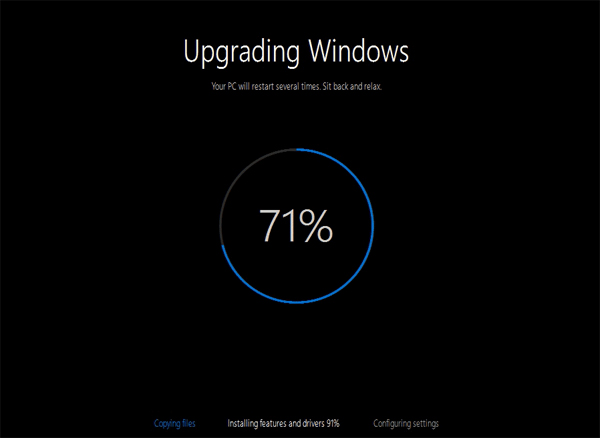 Upgrading Windows
Your PC will restart several times. Sit back and relax.
71%
Copying files Installing features and drivers 91% Configuring settings